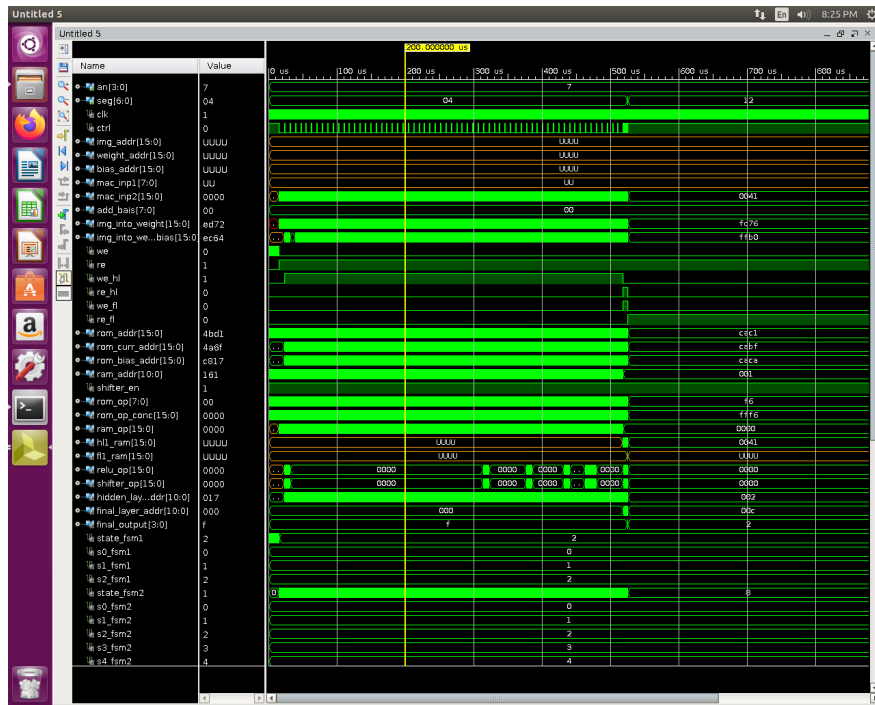 Untitled 5 En 8:25 PM
Untitled 5
200.000000 us
Name Value 0 us 100 us 200 us 300 us 400 us 500 us 600 us 700 us 800 us
an[3:0] 7 7
seg[6:0] 04 04 12
clk 1
ctrl 0
img_addr[15:0] UUUU UUUU
weight_addr[15:0] UUUU UUUU
bias_addr[15:0] UUUU UUUU
mac_inp1[7:0] UU UU
mac_inp2[15:0] 0000 0041
add_bais[7:0] 00 00
img_into_weight[15:0] ed72 fc76
img_into_we...bias[15:0] ec64 ... ffb0
we 0
re 1
we_hl 1
re_hl 0
we_fl 0
re_fl 0
rom_addr[15:0] 4bd1 cac1
rom_curr_addr[15:0] 4a6f ... cabf
rom_bias_addr[15:0] c817 ... caca
ram_addr[10:0] 161 001
shifter_en 1
rom_op[7:0] 00 f6
rom_op_conc[15:0] 0000 fff6
ram_op[15:0] 0000 0000
hl1_ram[15:0] UUUU UUUU 0041
fl1_ram[15:0] UUUU UUUU UUUU
relu_op[15:0] 0000 ... 0000 0000 0000 ... 0000 0000
shifter_op[15:0] 0000 ... 0000 0000 0000 ... 0000 0000
hidden_lay...ddr[10:0] 017 ... 002
final_layer_addr[10:0] 000 000 00c
final_output[3:0] f f 2
state_fsm1 2 2
s0_fsm1 0 0
s1_fsm1 1 1
s2_fsm1 2 2
state_fsm2 1 0 8
s0_fsm2 0 0
s1_fsm2 1 1
s2_fsm2 2 2
s3_fsm2 3 3
s4_fsm2 4 4